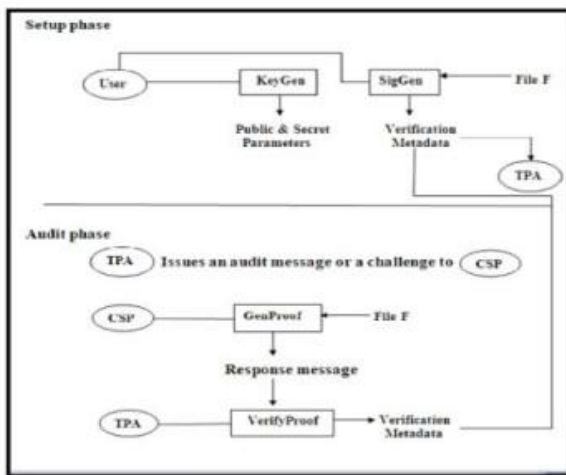 Setup phase
User
KeyGen
SigGen
File F
Public & Secret
Parameters
Verification
Metadata
TPA
Audit phase
TPA Issues an audit message or a challenge to CSP
CSP
GenProof
File F
Response message
TPA
VerifyProof
Verification
Metadata